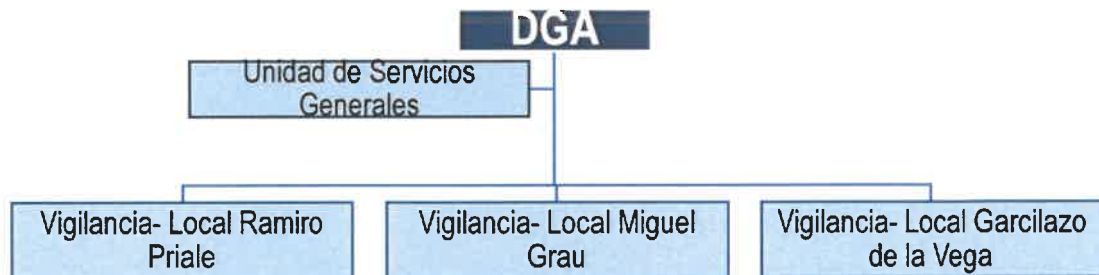 DGA
Unidad de Servicios
Generales
Vigilancia- Local Ramiro
Priale
Vigilancia- Local Miguel
Grau
Vigilancia- Local Garcilazo
de la Vega